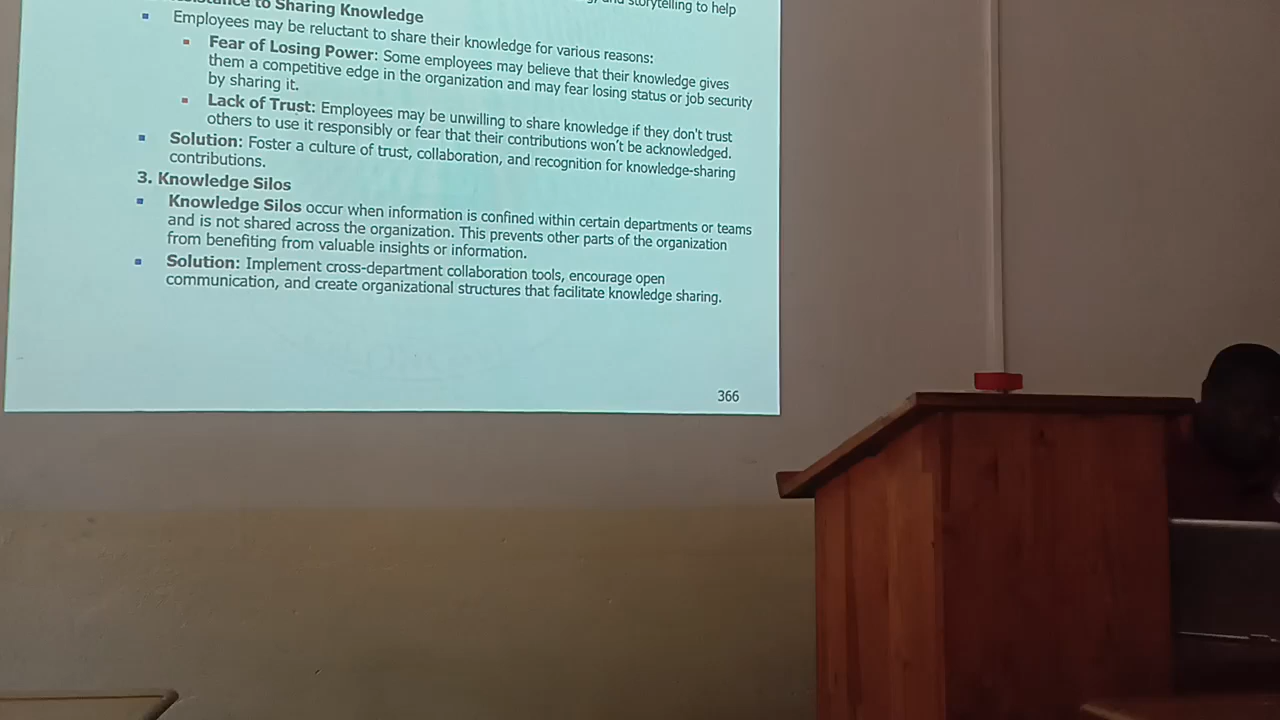 storytelling to help
to Sharing Knowledge
Employees may be reluctant to share their knowledge for various reasons:
Fear of Losing Power: Some employees may believe that their knowledge gives
them a competitive edge in the organization and may fear losing status or job security
by sharing it.
Lack of Trust: Employees may be unwilling to share knowledge if they don't trust
others to use it responsibly or fear that their contributions won't be acknowledged.
Solution: Foster a culture of trust, collaboration, and recognition for knowledge-sharing
contributions.
3. Knowledge Silos
Knowledge Silos occur when information is confined within certain departments or teams
and is not shared across the organization. This prevents other parts of the organization
from benefiting from valuable insights or information.
Solution: Implement cross-department collaboration tools, encourage open
communication, and create organizational structures that facilitate knowledge sharing.
366